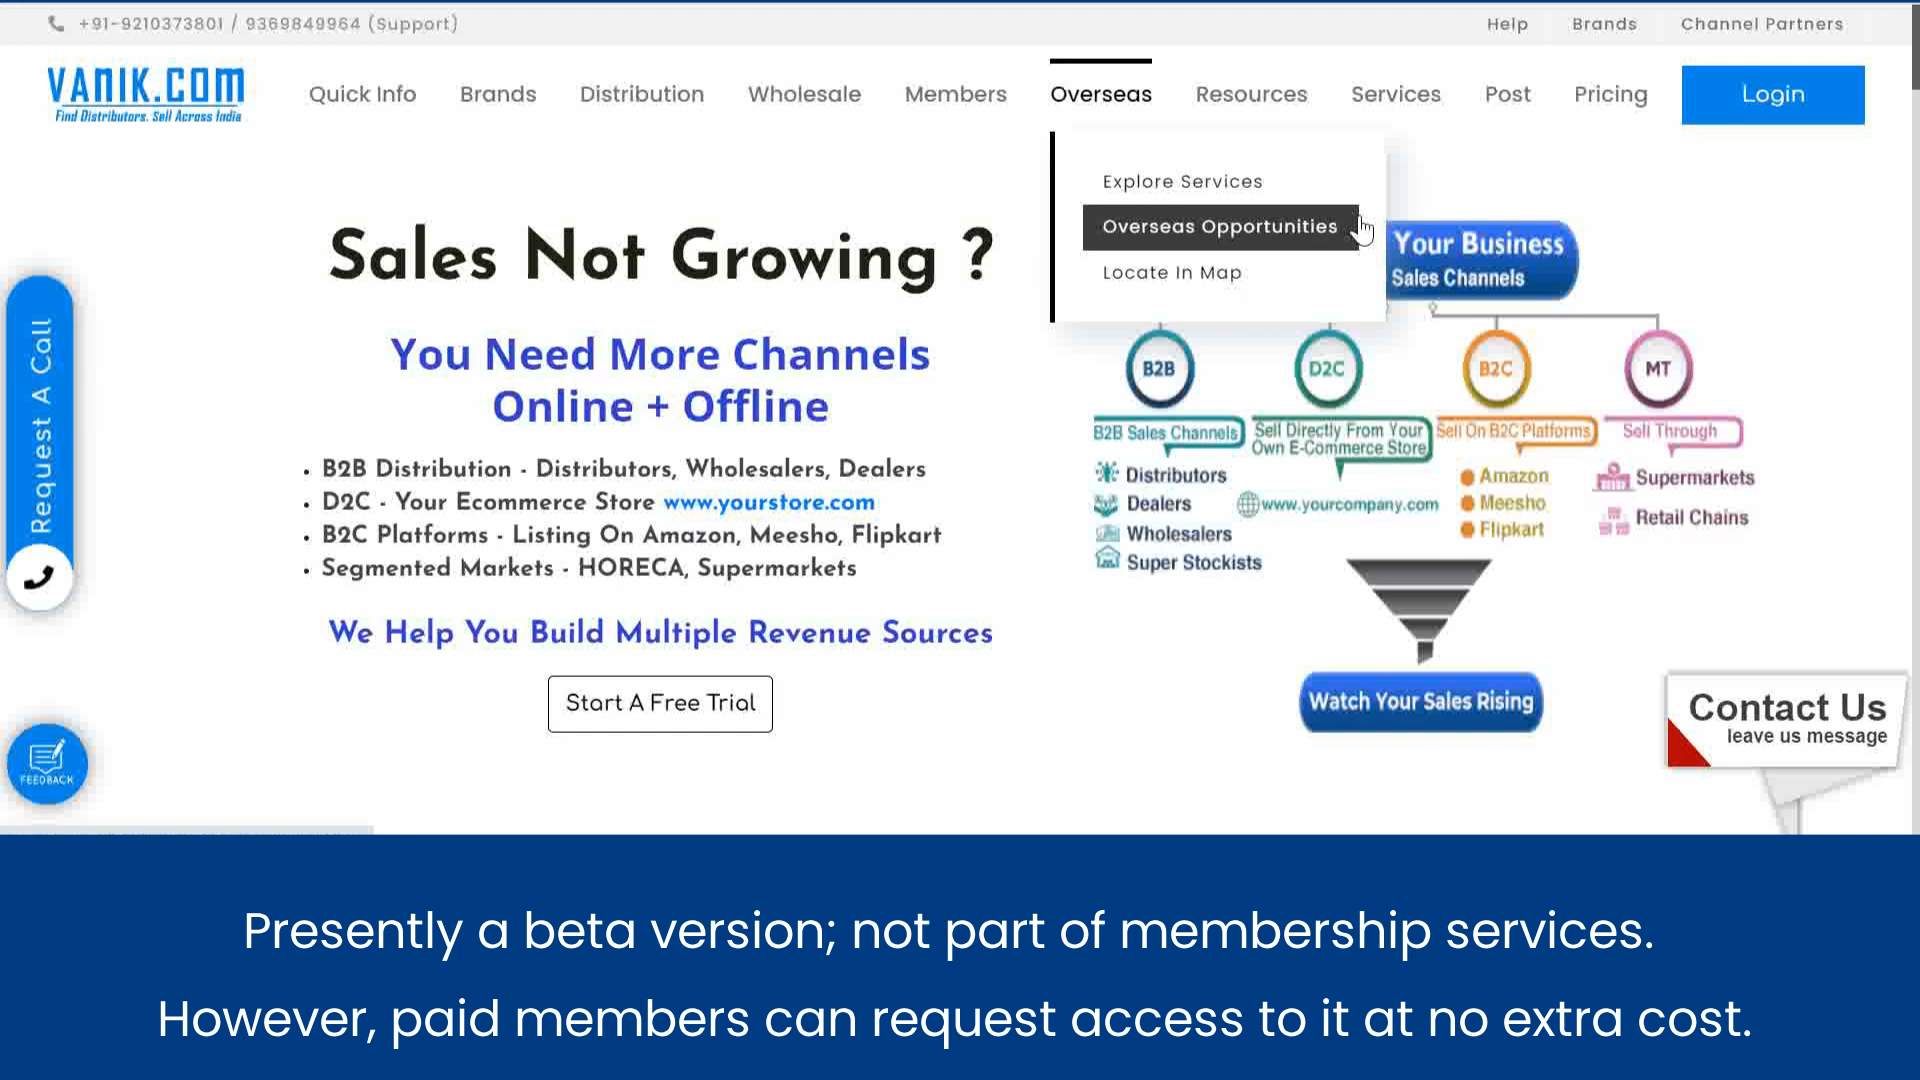 +91-9210373801 / 9369849964 (Support)
Help Brands Channel Partners
VANIK.COM
Find Distributors. Sell Across India
Quick Info Brands Distribution Wholesale Members Overseas Resources Services Post Pricing Login
Explore Services
Overseas Opportunities
Locate In Map
Sales Not Growing ?
You Need More Channels
Online + Offline
• B2B Distribution - Distributors, Wholesalers, Dealers
• D2C - Your Ecommerce Store www.yourstore.com
• B2C Platforms - Listing On Amazon, Meesho, Flipkart
• Segmented Markets - HORECA, Supermarkets
We Help You Build Multiple Revenue Sources
Start A Free Trial
Your Business
Sales Channels
B2B D2C B2C MT
B2B Sales Channels
Distributors
Dealers
Wholesalers
Super Stockists
Sell Directly From Your
Own E-Commerce Store
www.yourcompany.com
Sell On B2C Platforms
Amazon
Meesho
Flipkart
Sell Through
Supermarkets
Retail Chains
Watch Your Sales Rising
Request A Call
FEEDBACK
Contact Us
leave us message
Presently a beta version; not part of membership services.
However, paid members can request access to it at no extra cost.